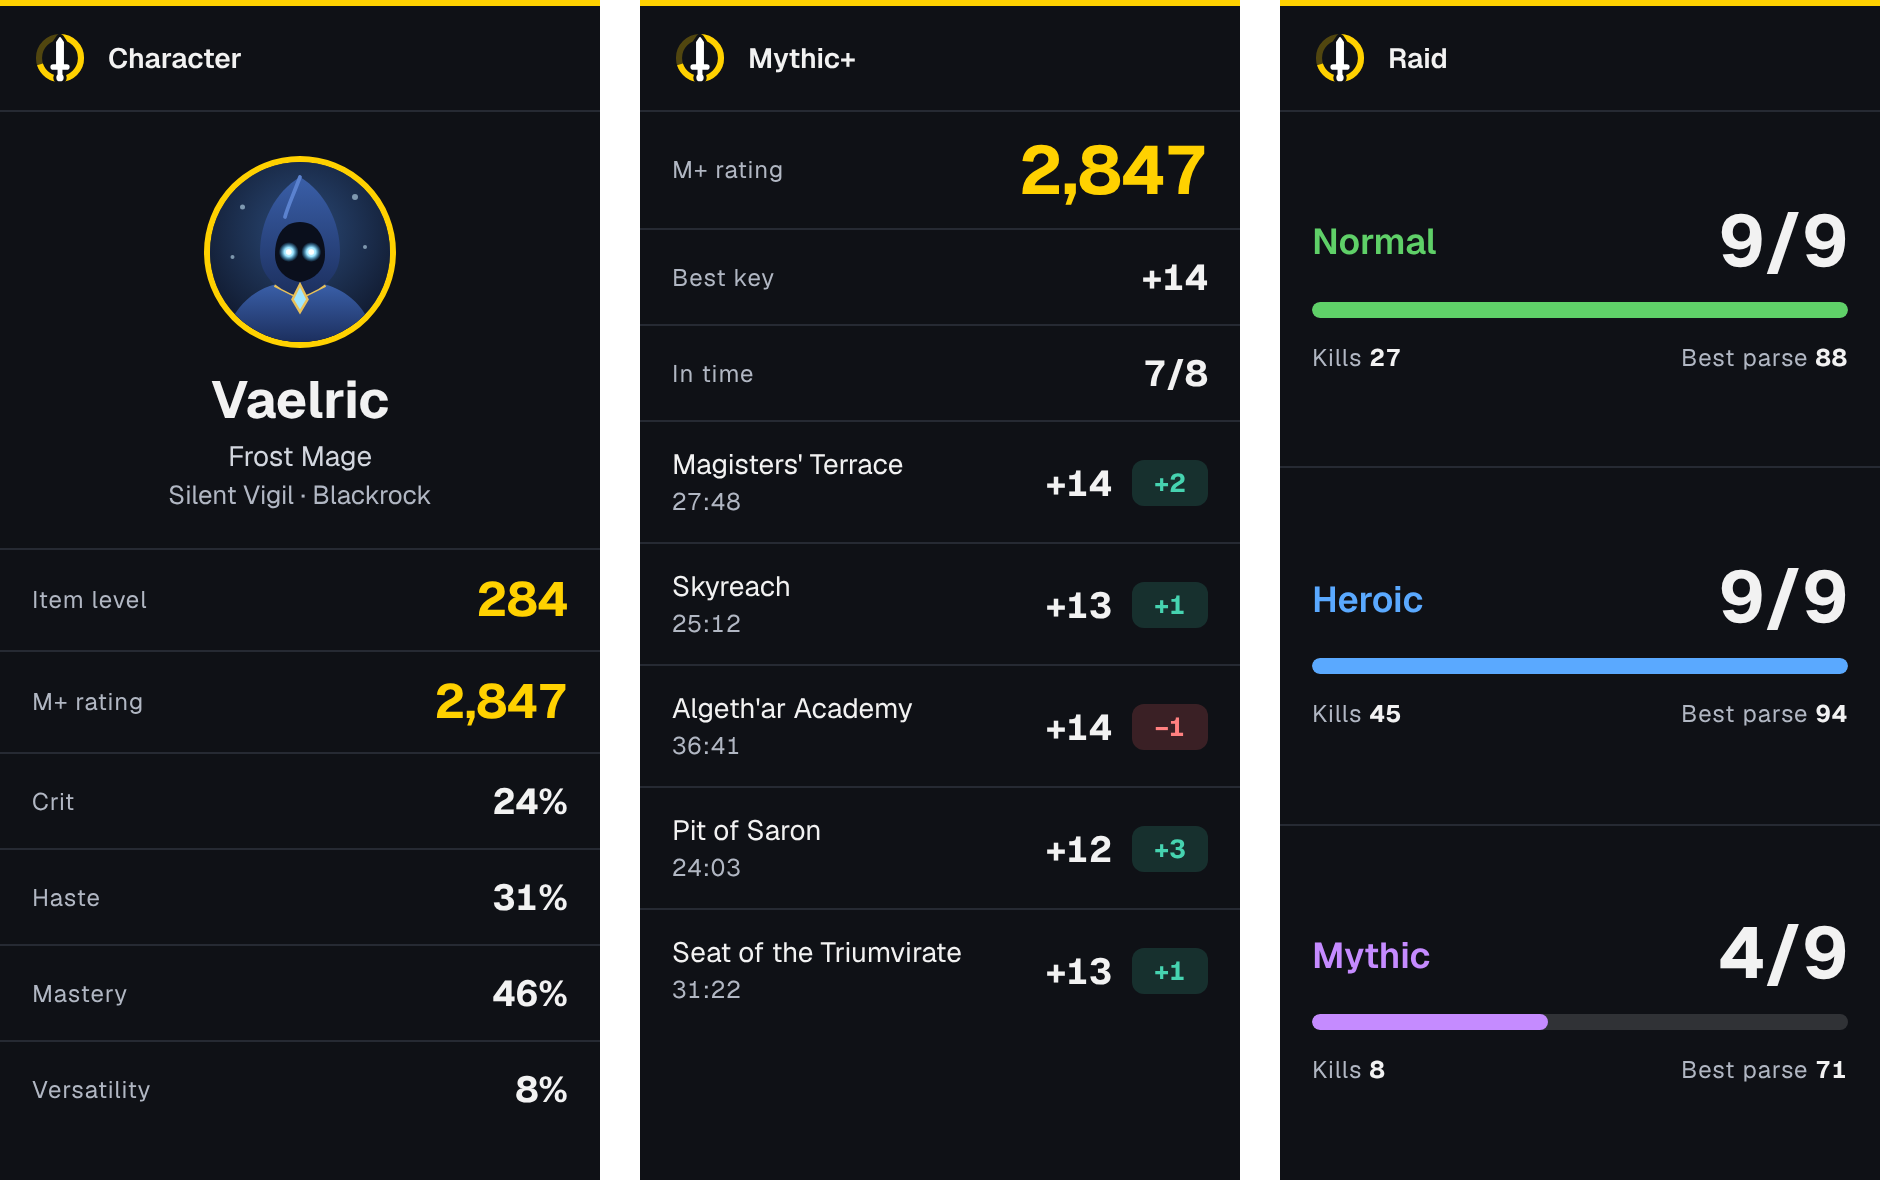 Character
Vaelric
Frost Mage
Silent Vigil · Blackrock
Item level 284
M+ rating 2,847
Crit 24%
Haste 31%
Mastery 46%
Versatility 8%
Mythic+
M+ rating 2,847
Best key +14
In time 7/8
Magisters' Terrace
27:48
+14 +2
Skyreach
25:12
+13 +1
Algeth'ar Academy
36:41
+14 −1
Pit of Saron
24:03
+12 +3
Seat of the Triumvirate
31:22
+13 +1
Raid
Normal 9/9
Kills 27 Best parse 88
Heroic 9/9
Kills 45 Best parse 94
Mythic 4/9
Kills 8 Best parse 71